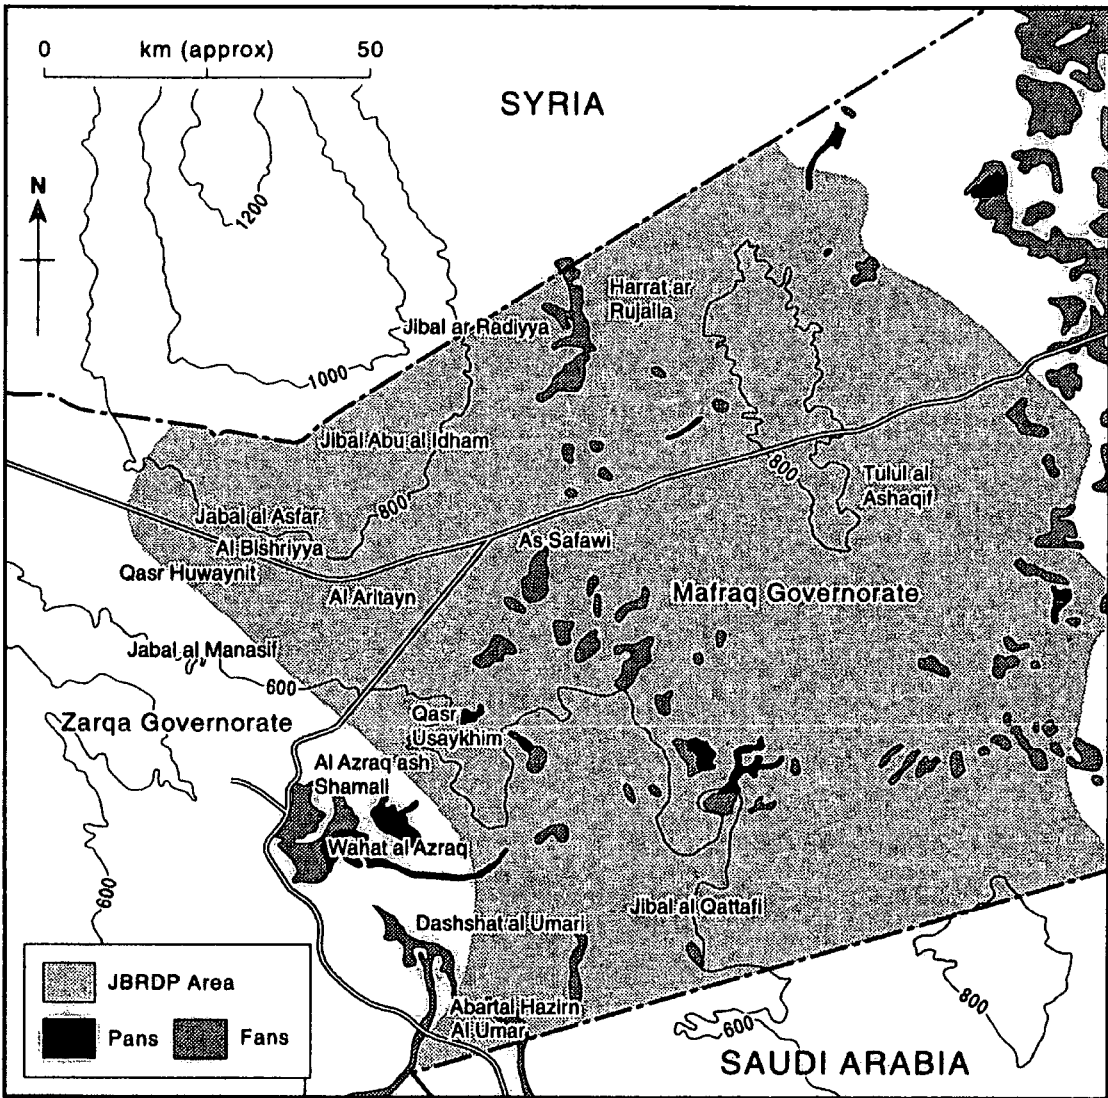 0 km (approx) 50
SYRIA
N
1200
Harrat ar
Rujalla
Jibal ar Radiyya
1000
Jibal Abu al Idham
800
Tulul al
Ashaqif
800
Jabal al Asfar
Al Bishriyya
As Safawi
Qasr Huwaynit
Al Aritayn
Mafraq Governorate
Jabal al Manasif
600
Zarqa Governorate
Qasr
Usaykhim
Al Azraq ash
Shamali
Wahat al Azraq
600
Jibal al Qattafi
Dashshat al Umari
JBRDP Area
Pans Fans
Abartal Hazirn
Al Umar
800
600
SAUDI ARABIA